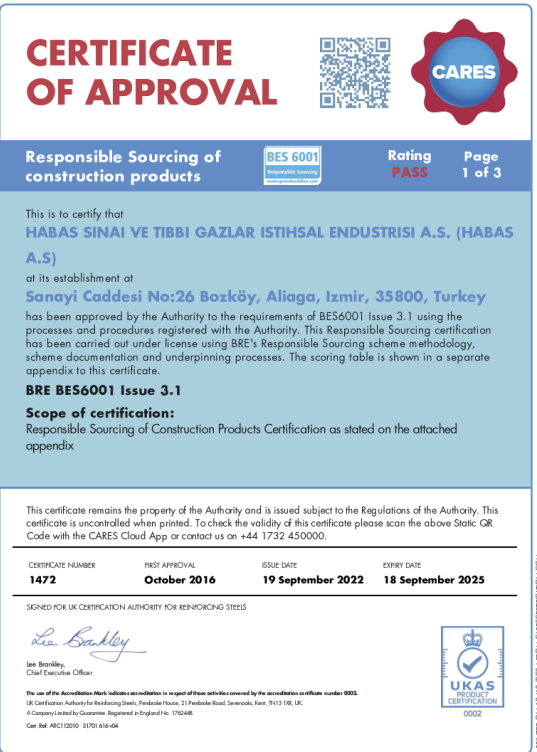 CERTIFICATE
OF APPROVAL
CARES
Responsible Sourcing of
construction products
BES 6001
Responsible Sourcing
www.greenbooklive.com
Rating
PASS
Page
1 of 3
This is to certify that
HABAS SINAI VE TIBBI GAZLAR ISTIHSAL ENDUSTRISI A.S. (HABAS
A.S)
at its establishment at
Sanayi Caddesi No:26 Bozköy, Aliaga, Izmir, 35800, Turkey
has been approved by the Authority to the requirements of BES6001 Issue 3.1 using the
processes and procedures registered with the Authority. This Responsible Sourcing certification
has been carried out under license using BRE's Responsible Sourcing scheme methodology,
scheme documentation and underpinning processes. The scoring table is shown in a separate
appendix to this certificate.
BRE BES6001 Issue 3.1
Scope of certification:
Responsible Sourcing of Construction Products Certification as stated on the attached
appendix
This certificate remains the property of the Authority and is issued subject to the Regulations of the Authority. This
certificate is uncontrolled when printed. To check the validity of this certificate please scan the above Static QR
Code with the CARES Cloud App or contact us on +44 1732 450000.
CERTIFICATE NUMBER
1472
FIRST APPROVAL
October 2016
ISSUE DATE
19 September 2022
EXPIRY DATE
18 September 2025
SIGNED FOR UK CERTIFICATION AUTHORITY FOR REINFORCING STEELS
Lee Brankley
Lee Brankley,
Chief Executive Officer
UKAS
PRODUCT
CERTIFICATION
0002
The use of the Accreditation Mark indicates accreditation in respect of those activities covered by the accreditation certificate number 0002.
UK Certification Authority for Reinforcing Steels, Pembroke House, 21 Pembroke Road, Sevenoaks, Kent, TN13 1XR, UK.
A Company Limited by Guarantee. Registered in England No. 1762448.